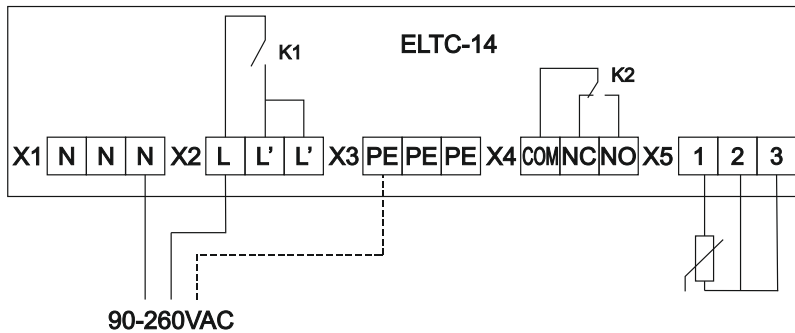 ELTC-14
K1
K2
X1 N N N X2 L L' L' X3 PE PE PE X4 COM NC NO X5 1 2 3
90-260VAC